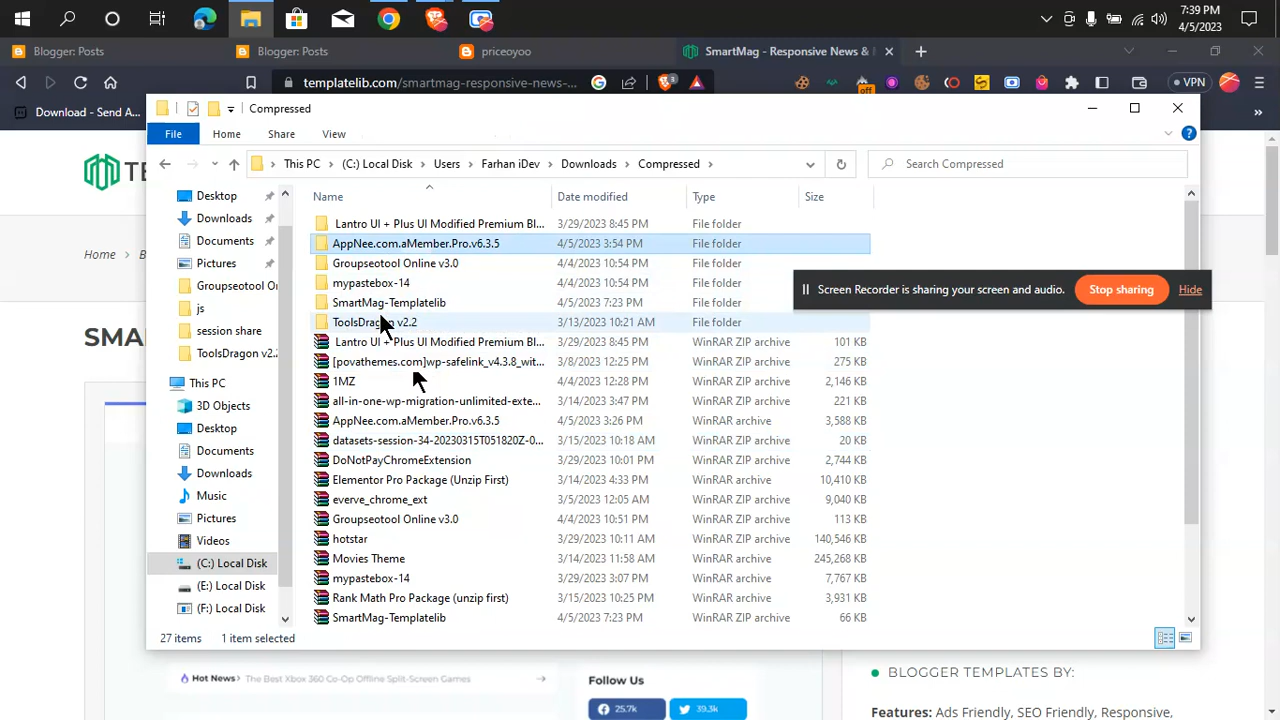 7:39 PM
4/5/2023
Blogger: Posts
Blogger: Posts
priceoyoo
SmartMag - Responsive News &
templatelib.com/smartmag-responsive-news-...
3
off
VPN
Download - Send A...
Compressed
File
Home
Share
View
This PC
(C:) Local Disk
Users
Farhan iDev
Downloads
Compressed
Search Compressed
Name
Date modified
Type
Size
Lantro UI + Plus UI Modified Premium Bl... 3/29/2023 8:45 PM File folder
AppNee.com.aMember.Pro.v6.3.5 4/5/2023 3:54 PM File folder
Groupseotool Online v3.0 4/4/2023 10:54 PM File folder
mypastebox-14 4/4/2023 10:54 PM File folder
SmartMag-Templatelib 4/5/2023 7:23 PM File folder
ToolsDragon v2.2 3/13/2023 10:21 AM File folder
Lantro UI + Plus UI Modified Premium Bl... 3/29/2023 8:45 PM WinRAR ZIP archive 101 KB
[povathemes.com]wp-safelink_v4.3.8_wit... 3/8/2023 12:25 PM WinRAR ZIP archive 275 KB
1MZ 4/4/2023 12:28 PM WinRAR ZIP archive 2,146 KB
all-in-one-wp-migration-unlimited-exte... 3/14/2023 3:47 PM WinRAR ZIP archive 221 KB
AppNee.com.aMember.Pro.v6.3.5 4/5/2023 3:26 PM WinRAR archive 3,588 KB
datasets-session-34-20230315T051820Z-0... 3/15/2023 10:18 AM WinRAR ZIP archive 20 KB
DoNotPayChromeExtension 3/29/2023 10:01 PM WinRAR ZIP archive 2,744 KB
Elementor Pro Package (Unzip First) 3/14/2023 4:33 PM WinRAR ZIP archive 10,410 KB
everve_chrome_ext 3/5/2023 12:05 AM WinRAR ZIP archive 9,040 KB
Groupseotool Online v3.0 4/4/2023 10:51 PM WinRAR ZIP archive 113 KB
hotstar 3/29/2023 10:11 AM WinRAR ZIP archive 140,546 KB
Movies Theme 3/14/2023 11:58 AM WinRAR archive 245,268 KB
mypastebox-14 3/29/2023 3:07 PM WinRAR archive 7,767 KB
Rank Math Pro Package (unzip first) 3/15/2023 10:25 PM WinRAR archive 3,931 KB
SmartMag-Templatelib 4/5/2023 7:23 PM WinRAR ZIP archive 66 KB
Desktop
Downloads
Documents
Pictures
Groupseotool On
js
session share
ToolsDragon v2.
This PC
3D Objects
Desktop
Documents
Downloads
Music
Pictures
Videos
(C:) Local Disk
(E:) Local Disk
(F:) Local Disk
27 items
1 item selected
Screen Recorder is sharing your screen and audio.
Stop sharing
Hide
Home
SMA
Hot News
The Best Xbox 360 Co-Op Offline Split-Screen Games
Follow Us
25.7k
39.3k
BLOGGER TEMPLATES BY:
Features: Ads Friendly, SEO Friendly, Responsive,